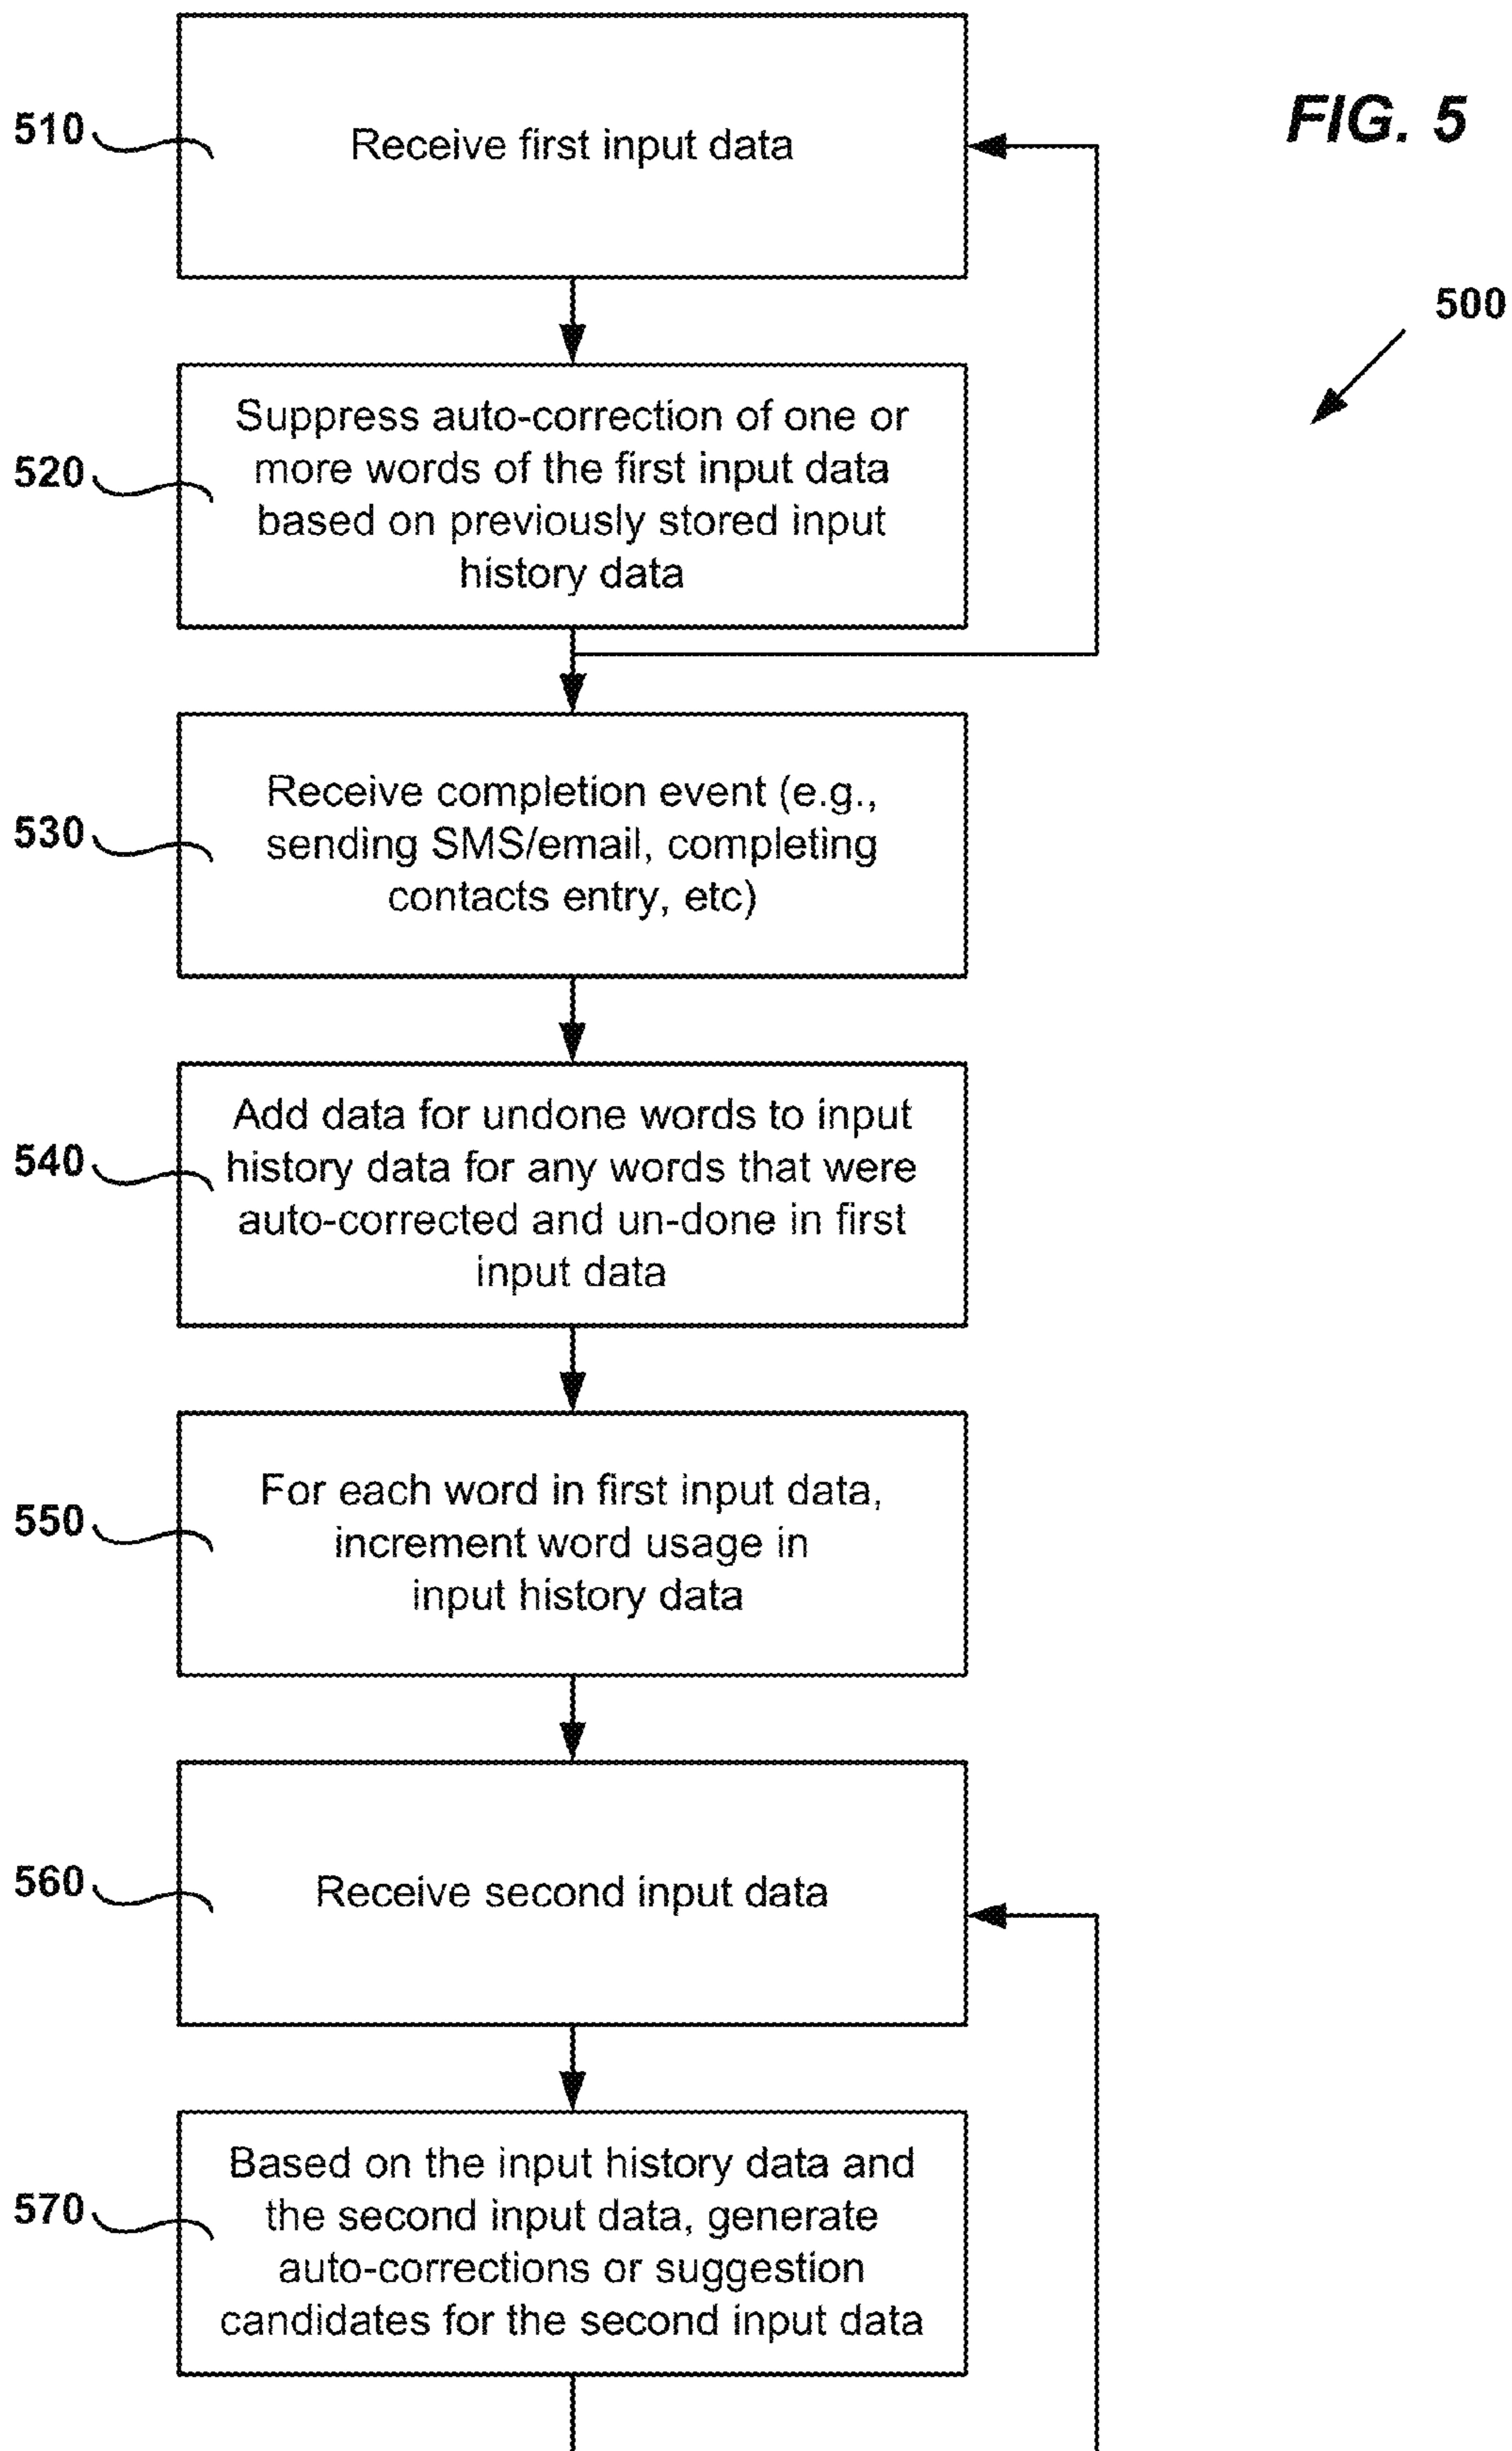 FIG. 5
500
510
Receive first input data
520
Suppress auto-correction of one or
more words of the first input data
based on previously stored input
history data
530
Receive completion event (e.g.,
sending SMS/email, completing
contacts entry, etc)
540
Add data for undone words to input
history data for any words that were
auto-corrected and un-done in first
input data
550
For each word in first input data,
increment word usage in
input history data
560
Receive second input data
570
Based on the input history data and
the second input data, generate
auto-corrections or suggestion
candidates for the second input data